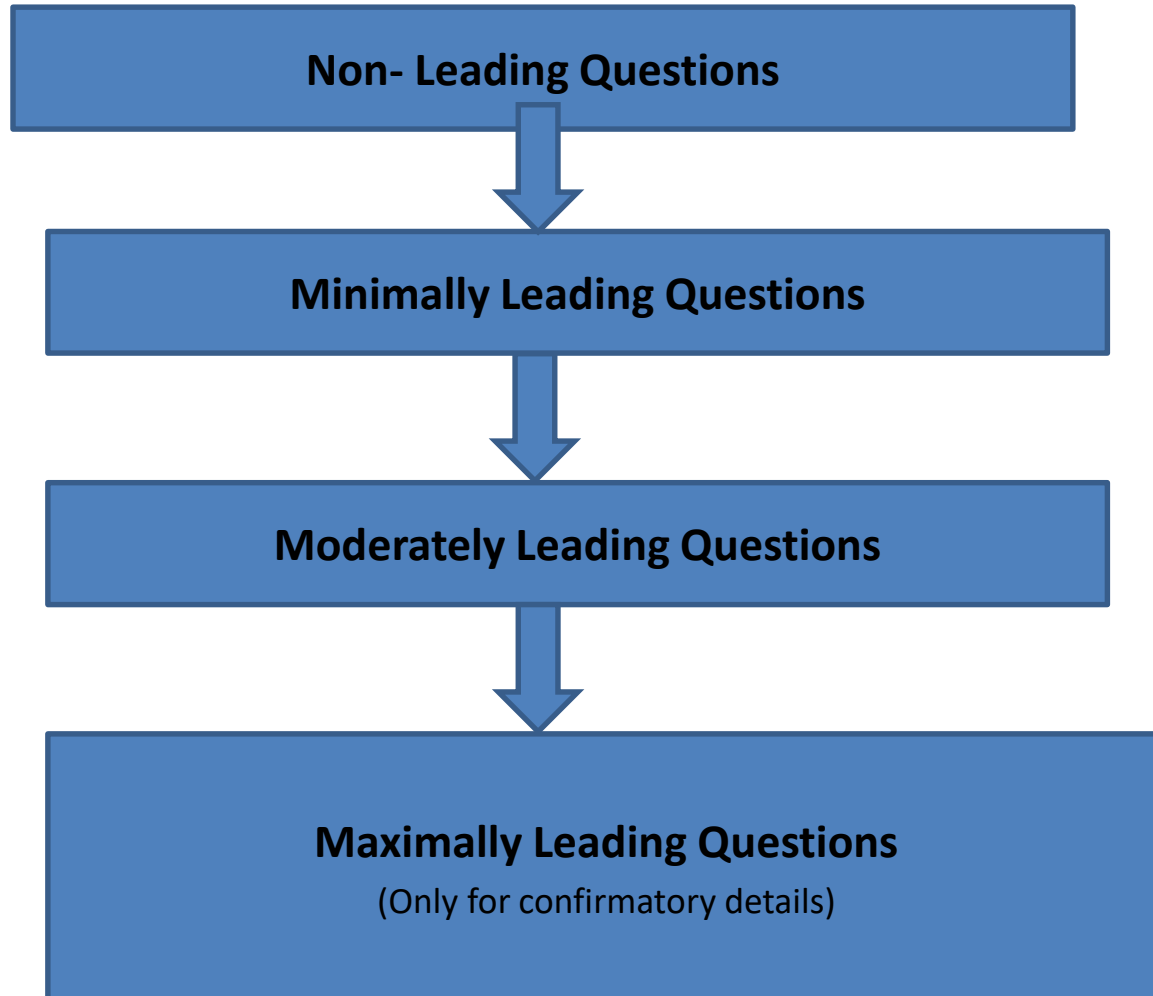 Non- Leading Questions
Minimally Leading Questions
Moderately Leading Questions
Maximally Leading Questions
(Only for confirmatory details)